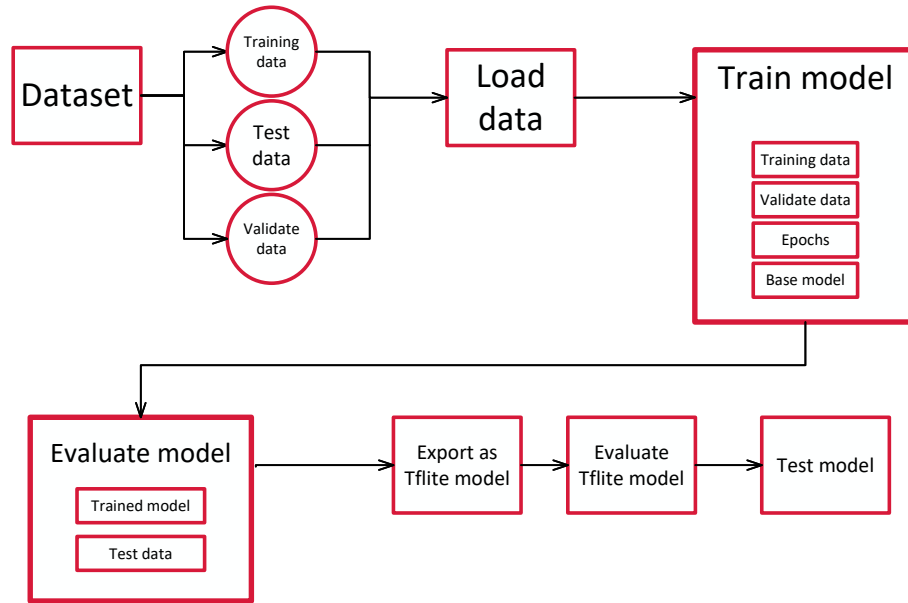 Dataset
Training
data
Test
data
Validate
data
Load
data
Train model
Training data
Validate data
Epochs
Base model
Evaluate model
Trained model
Test data
Export as
Tflite model
Evaluate
Tflite model
Test model